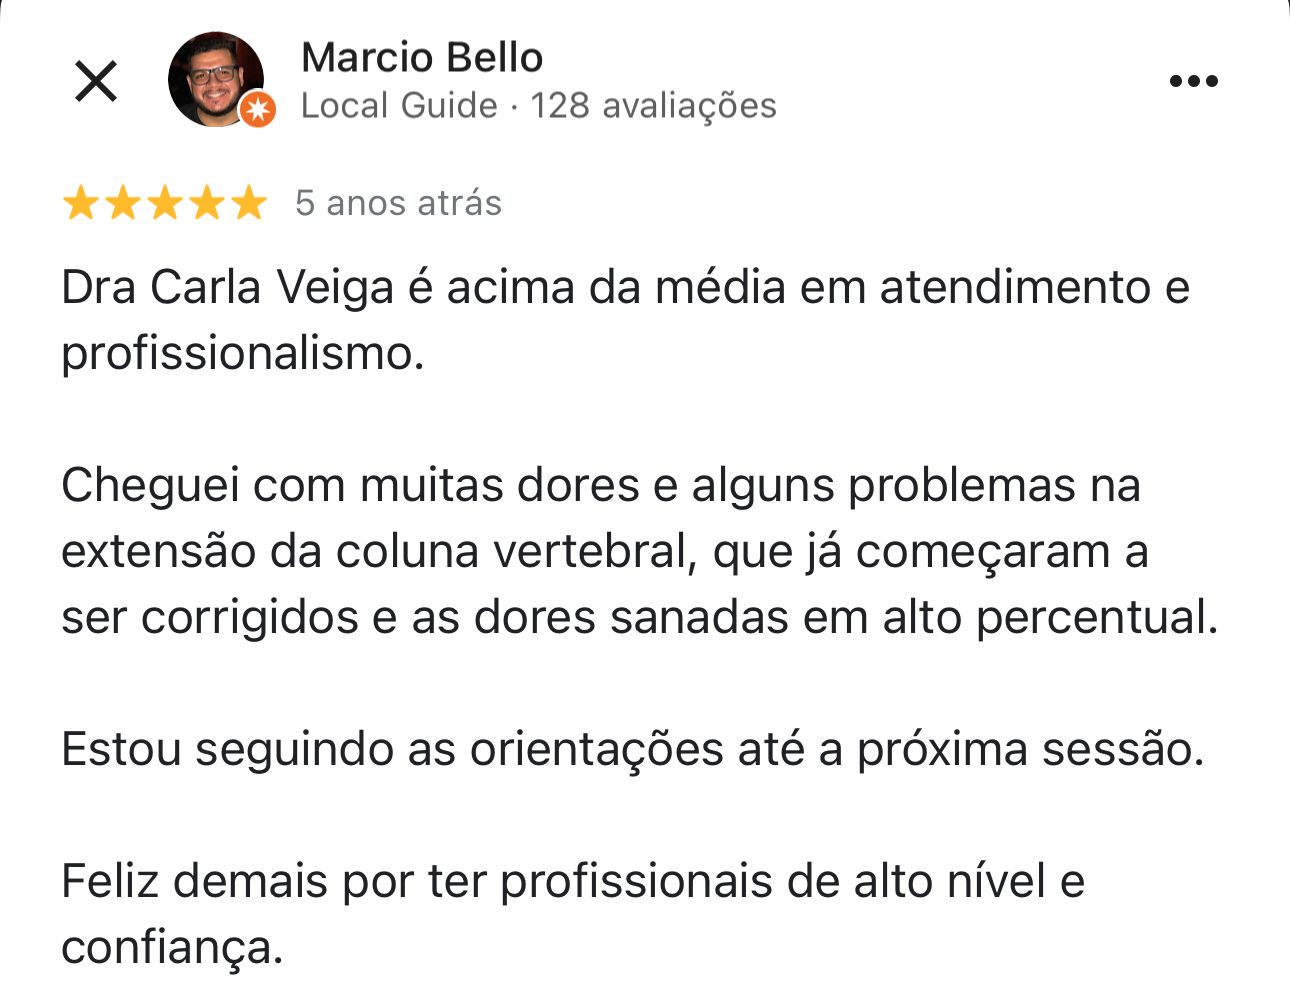 Marcio Bello
Local Guide · 128 avaliações
5 anos atrás
Dra Carla Veiga é acima da média em atendimento e
profissionalismo.
Cheguei com muitas dores e alguns problemas na
extensão da coluna vertebral, que já começaram a
ser corrigidos e as dores sanadas em alto percentual.
Estou seguindo as orientações até a próxima sessão.
Feliz demais por ter profissionais de alto nível e
confiança.